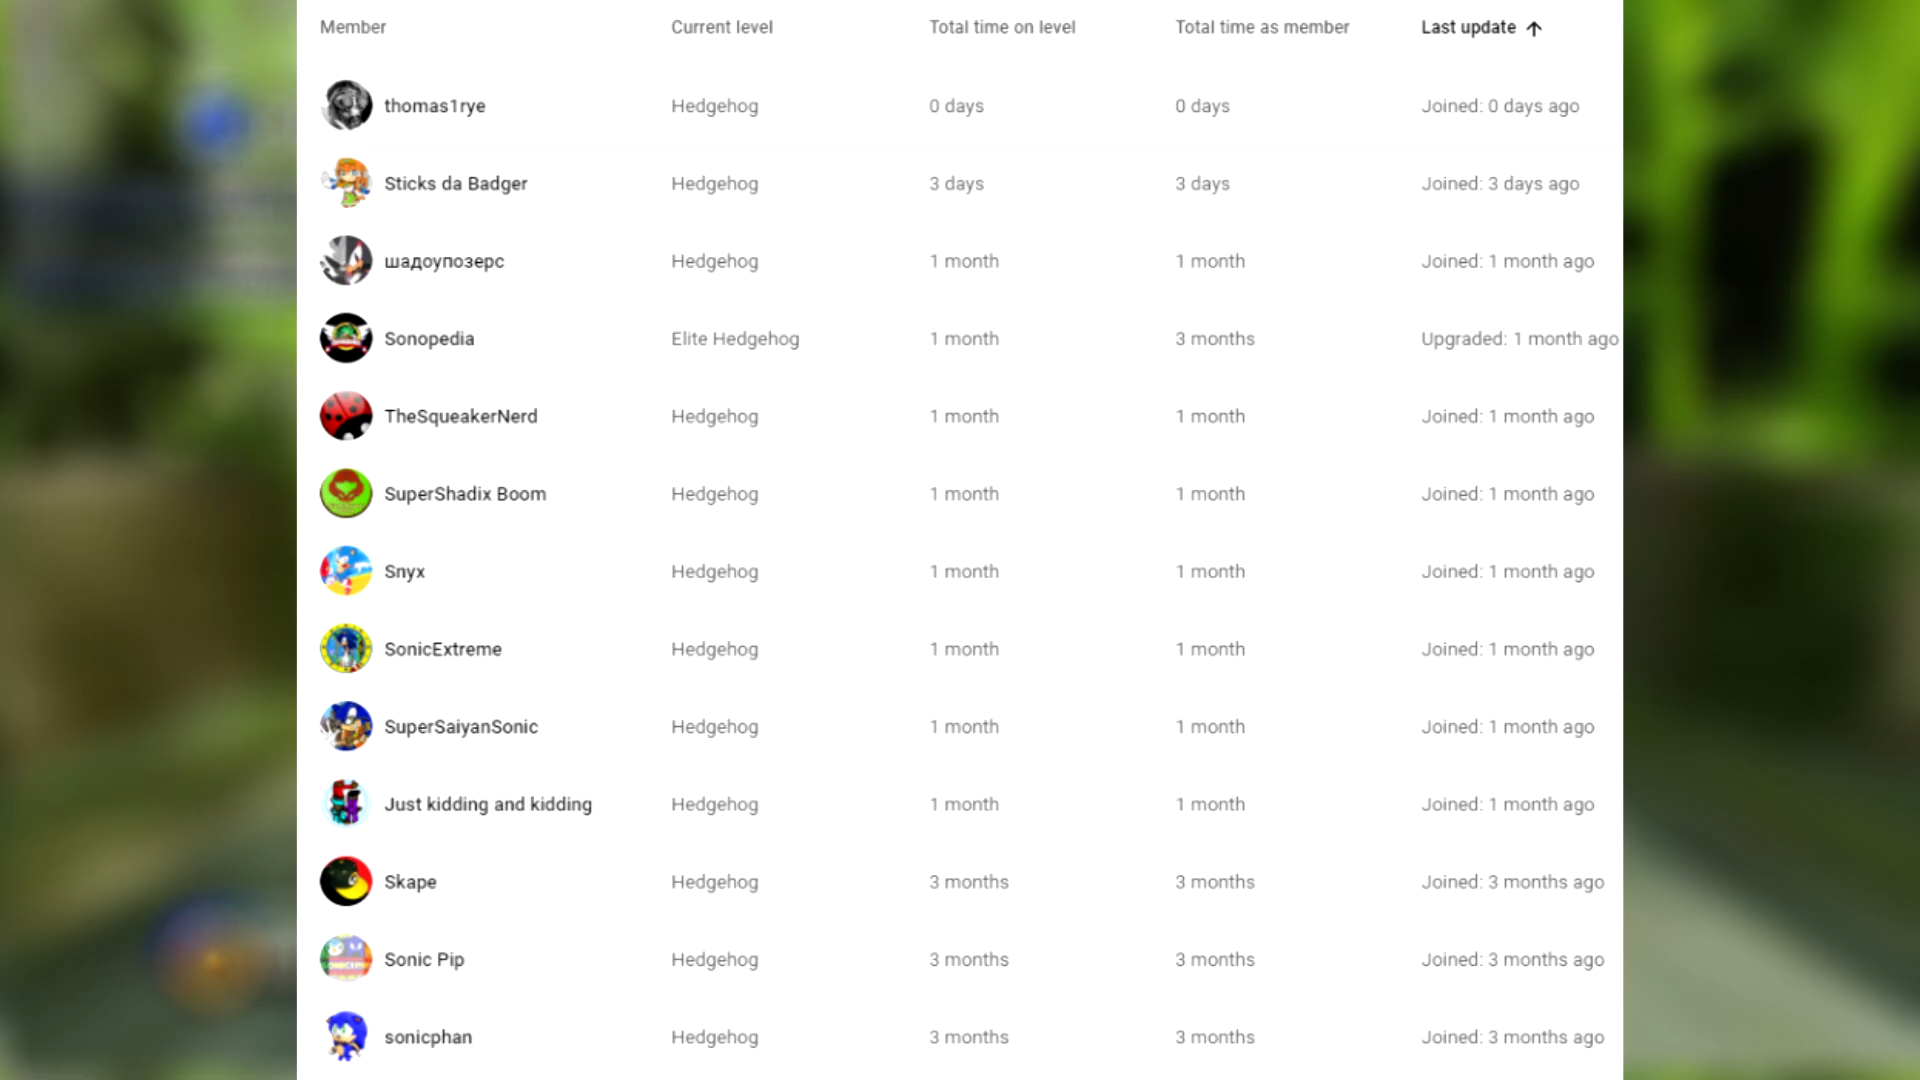 Member Current level Total time on level Total time as member Last update
thomas1rye Hedgehog 0 days 0 days Joined: 0 days ago
Sticks da Badger Hedgehog 3 days 3 days Joined: 3 days ago
шадоупозерс Hedgehog 1 month 1 month Joined: 1 month ago
Sonopedia Elite Hedgehog 1 month 3 months Upgraded: 1 month ago
TheSqueakerNerd Hedgehog 1 month 1 month Joined: 1 month ago
SuperShadix Boom Hedgehog 1 month 1 month Joined: 1 month ago
Snyx Hedgehog 1 month 1 month Joined: 1 month ago
SonicExtreme Hedgehog 1 month 1 month Joined: 1 month ago
SuperSaiyanSonic Hedgehog 1 month 1 month Joined: 1 month ago
Just kidding and kidding Hedgehog 1 month 1 month Joined: 1 month ago
Skape Hedgehog 3 months 3 months Joined: 3 months ago
Sonic Pip Hedgehog 3 months 3 months Joined: 3 months ago
sonicphan Hedgehog 3 months 3 months Joined: 3 months ago